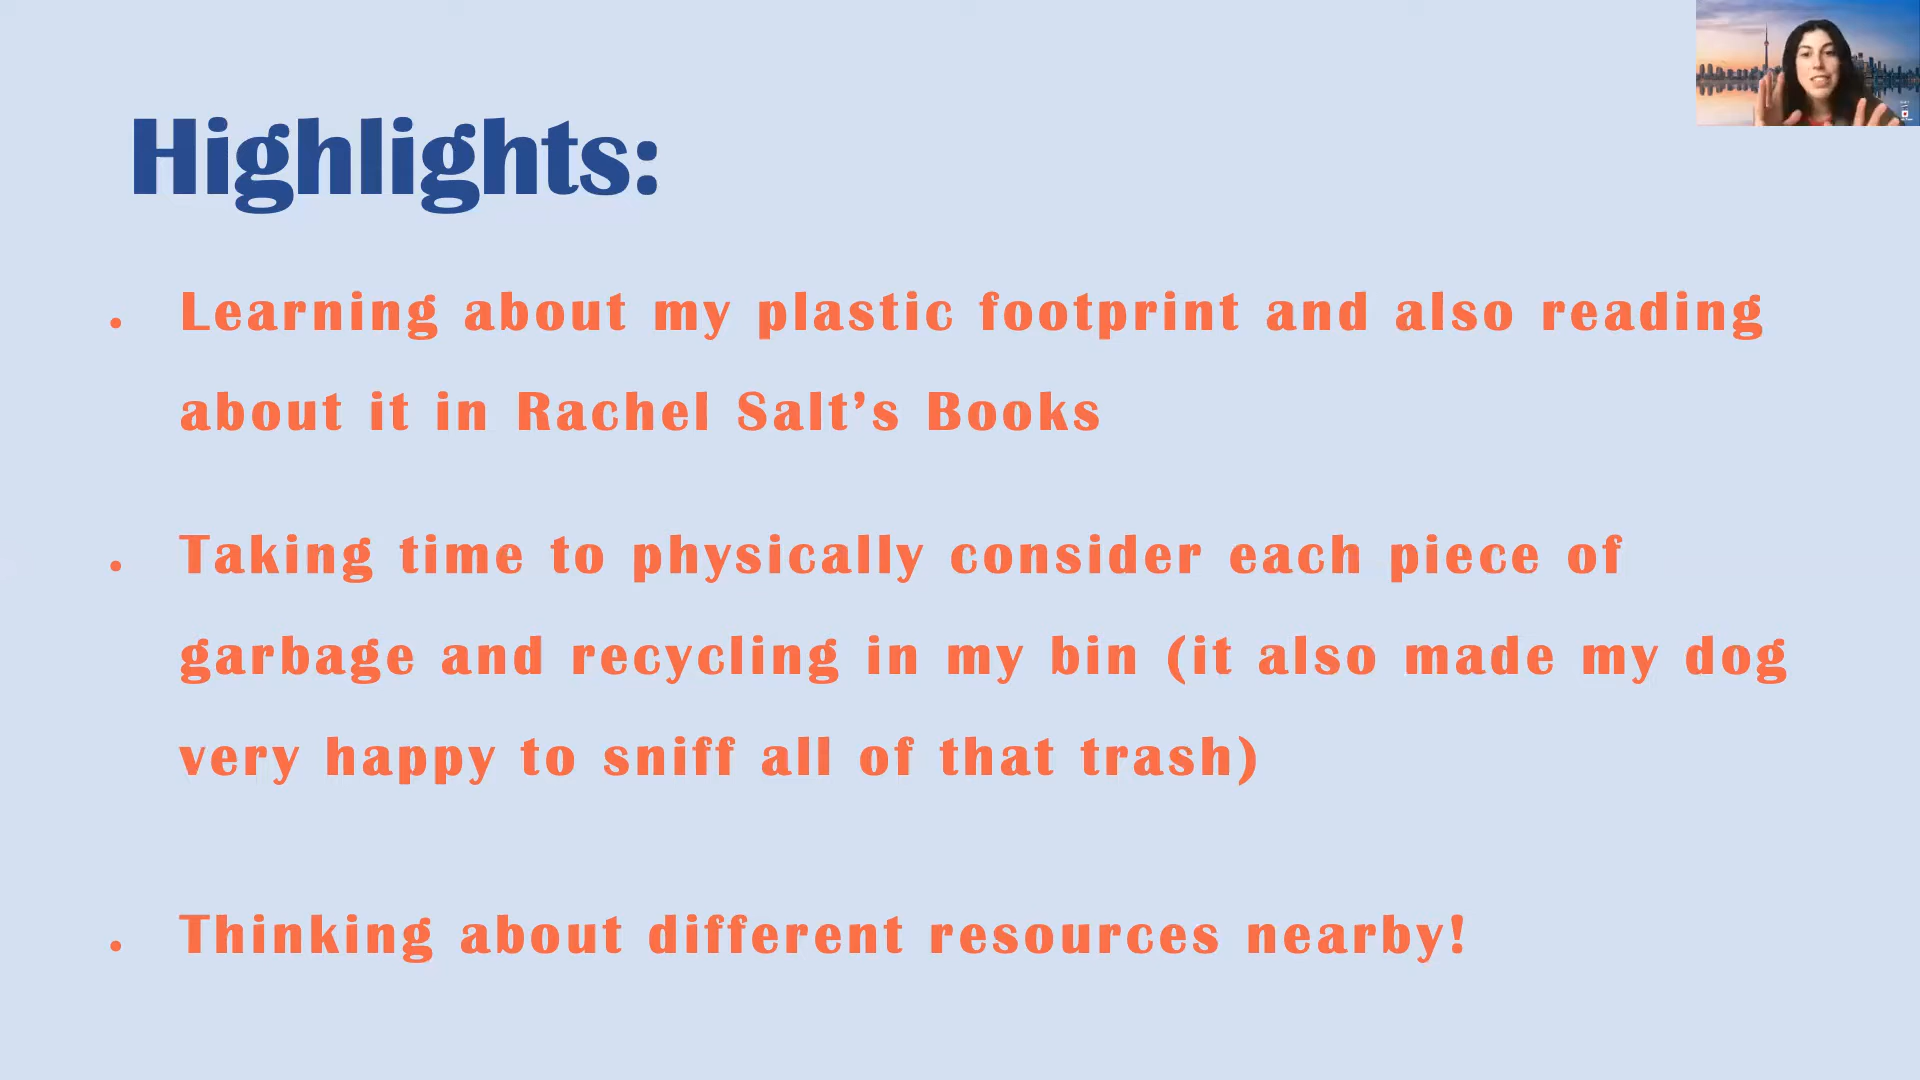 Highlights:
• Learning about my plastic footprint and also reading
about it in Rachel Salt’s Books
• Taking time to physically consider each piece of
garbage and recycling in my bin (it also made my dog
very happy to sniff all of that trash)
• Thinking about different resources nearby!